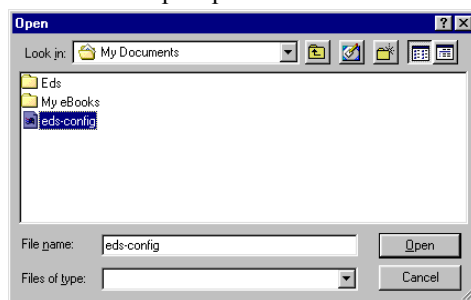 Open
Look in: My Documents
Eds
My eBooks
eds-config
File name: eds-config Open
Files of type: Cancel